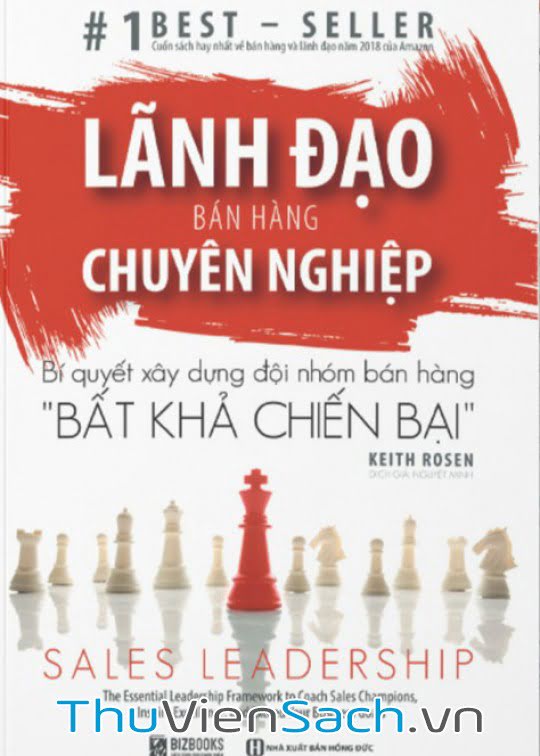 #1 BEST – SELLER
Cuốn sách hay nhất về bán hàng và lãnh đạo năm 2018 của Amazon
LÃNH ĐẠO
BÁN HÀNG
CHUYÊN NGHIỆP
Bí quyết xây dựng đội nhóm bán hàng
"BẤT KHẢ CHIẾN BẠI"
KEITH ROSEN
DỊCH GIẢ: NGUYỆT MINH
SALES LEADERSHIP
The Essential Leadership Framework to Coach Sales Champions,
ThuVienSach.vn
BIZBOOKS
NHÀ XUẤT BẢN HỒNG ĐỨC